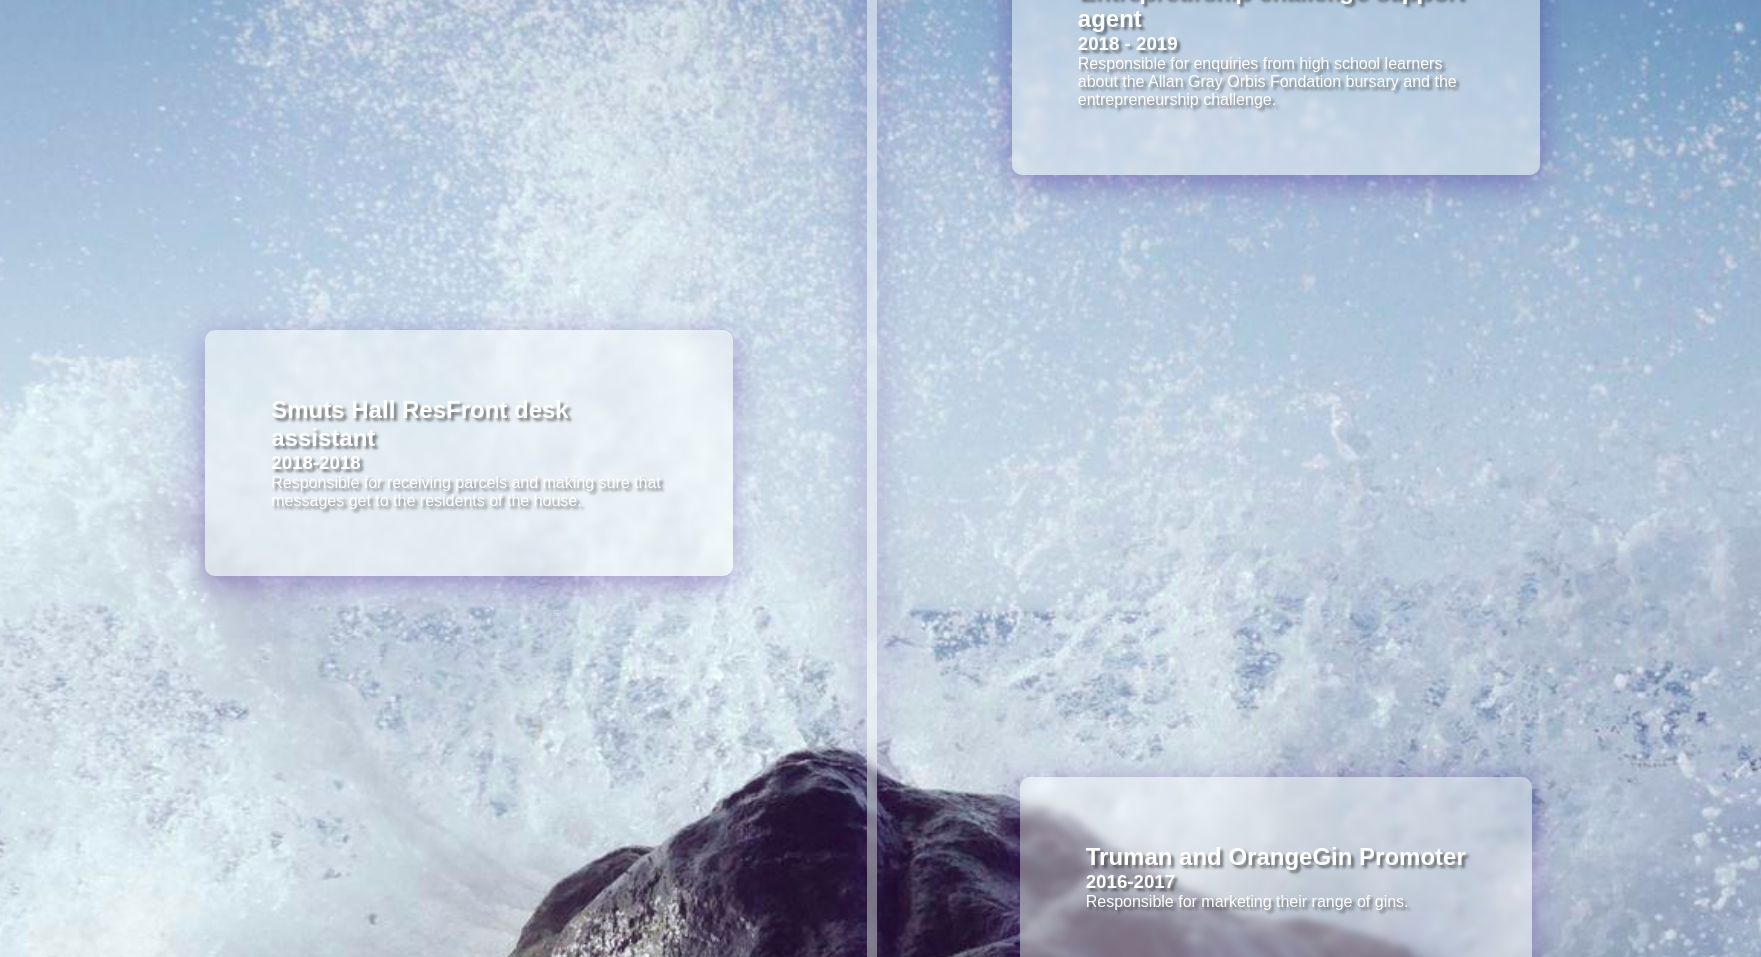 Entrepreurship challenge support
agent
2018 - 2019
Responsible for enquiries from high school learners
about the Allan Gray Orbis Fondation bursary and the
entrepreneurship challenge.
Smuts Hall ResFront desk
assistant
2018-2018
Responsible for receiving parcels and making sure that
messages get to the residents of the house.
Truman and OrangeGin Promoter
2016-2017
Responsible for marketing their range of gins.